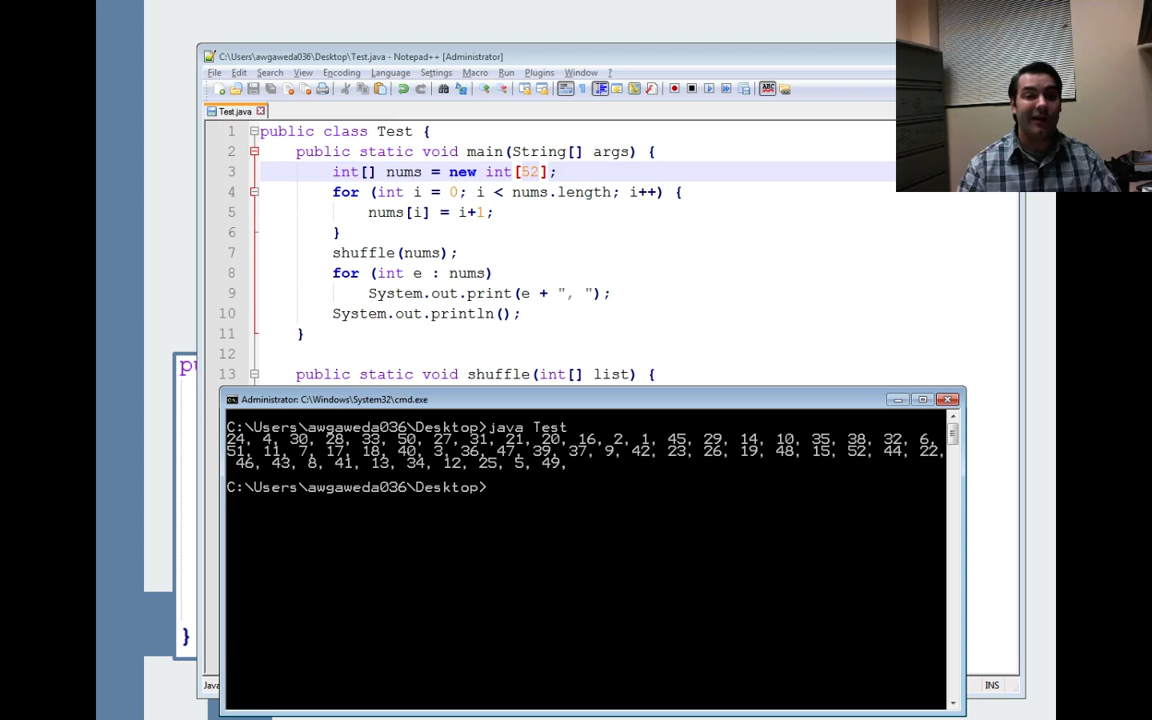 C:\Users\awgaweda036\Desktop\Test.java - Notepad++ [Administrator]
File Edit Search View Encoding Language Settings Macro Run Plugins Window ?
Test.java
1 public class Test {
2 public static void main(String[] args) {
3 int[] nums = new int[52];
4 for (int i = 0; i < nums.length; i++) {
5 nums[i] = i+1;
6 }
7 shuffle(nums);
8 for (int e : nums)
9 System.out.print(e + ", ");
10 System.out.println();
11 }
12
13 public static void shuffle(int[] list) {
pu
Administrator: C:\Windows\System32\cmd.exe
C:\Users\awgaweda036\Desktop>java Test
24, 4, 30, 28, 33, 50, 27, 31, 21, 20, 16, 2, 1, 45, 29, 14, 10, 35, 38, 32, 6,
51, 11, 7, 17, 18, 40, 3, 36, 47, 39, 37, 9, 42, 23, 26, 19, 48, 15, 52, 44, 22,
46, 43, 8, 41, 13, 34, 12, 25, 5, 49,
C:\Users\awgaweda036\Desktop>
}
Java
INS